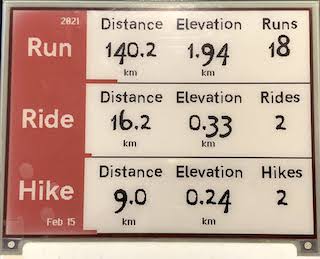 2021
Run
Distance Elevation Runs
140.2 1.94 18
km km
Ride
Distance Elevation Rides
16.2 0.33 2
km km
Hike
Distance Elevation Hikes
9.0 0.24 2
km km
Feb 15